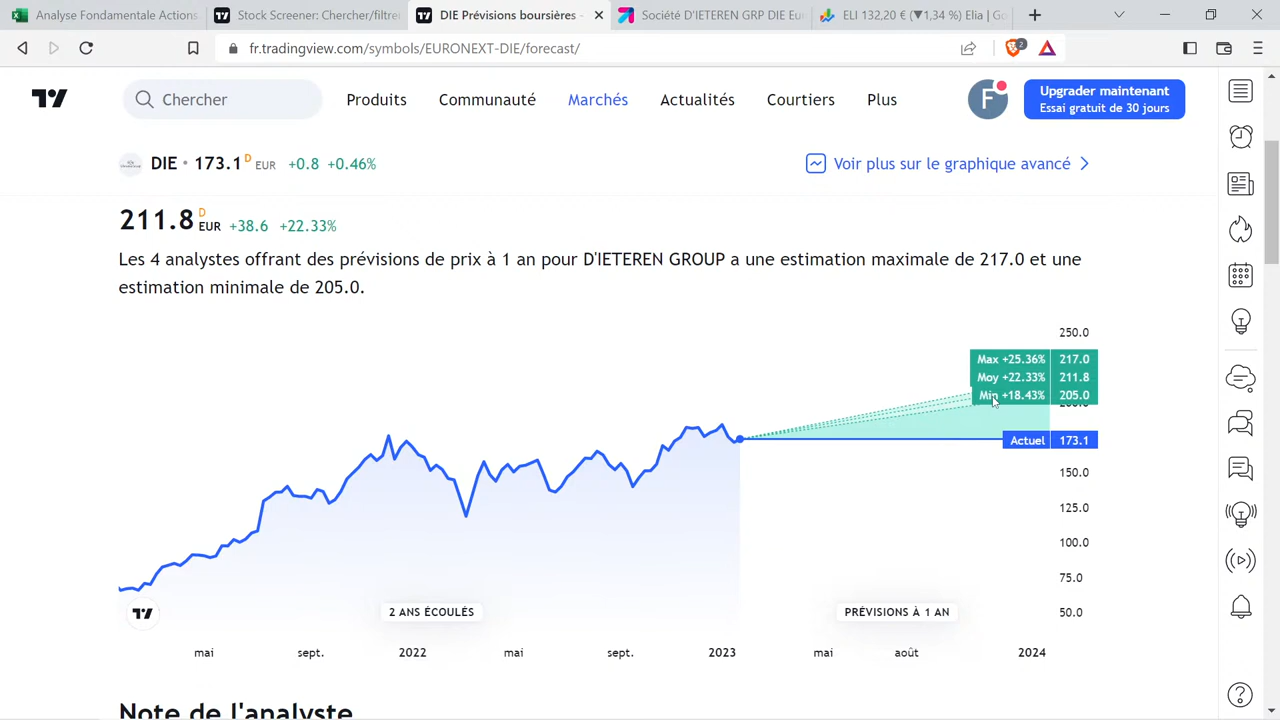 Analyse Fondamentale Actions
Stock Screener: Chercher/filtre
DIE Prévisions boursières -
Société D'IETEREN GRP DIE Eur
ELI 32,20 € (▼1,34 %) Elia | Go
fr.tradingview.com/symbols/EURONEXT-DIE/forecast/
2
Chercher
Produits
Communauté
Marchés
Actualités
Courtiers
Plus
F
Upgrader maintenant
Essai gratuit de 30 jours
DIE • 173.1 D EUR +0.8 +0.46%
Voir plus sur le graphique avancé
211.8 D EUR +38.6 +22.33%
Les 4 analystes offrant des prévisions de prix à 1 an pour D'IETEREN GROUP a une estimation maximale de 217.0 et une
estimation minimale de 205.0.
250.0
Max +25.36% 217.0
Moy +22.33% 211.8
Min +18.43% 205.0
Actuel 173.1
150.0
125.0
100.0
75.0
50.0
2 ANS ÉCOULÉS
PRÉVISIONS À 1 AN
mai sept. 2022 mai sept. 2023 mai août 2024
Note de l'analyste